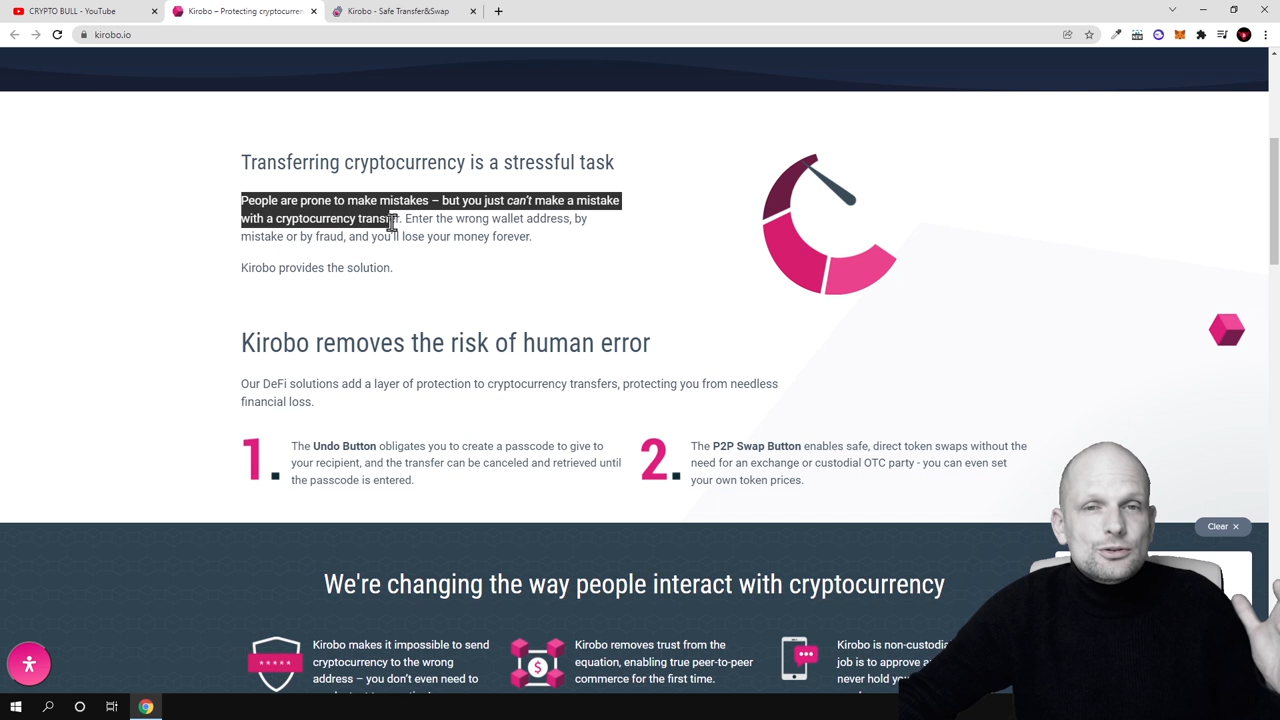 CRYPTO BULL - YouTube
Kirobo – Protecting cryptocurren
Kirobo - Safe Transfer&Swap
kirobo.io
Transferring cryptocurrency is a stressful task
People are prone to make mistakes – but you just can't make a mistake
with a cryptocurrency transfer. Enter the wrong wallet address, by
mistake or by fraud, and you'll lose your money forever.
Kirobo provides the solution.
Kirobo removes the risk of human error
Our DeFi solutions add a layer of protection to cryptocurrency transfers, protecting you from needless
financial loss.
1.
The Undo Button obligates you to create a passcode to give to
your recipient, and the transfer can be canceled and retrieved until
the passcode is entered.
2.
The P2P Swap Button enables safe, direct token swaps without the
need for an exchange or custodial OTC party - you can even set
your own token prices.
Clear
We're changing the way people interact with cryptocurrency
Kirobo makes it impossible to send
cryptocurrency to the wrong
address – you don't even need to
Kirobo removes trust from the
equation, enabling true peer-to-peer
commerce for the first time.
Kirobo is non-custodia
job is to approve a
never hold yo